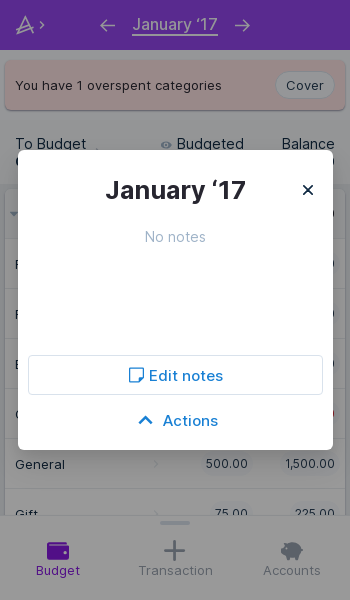 January ‘17
You have 1 overspent categories
Cover
To Budget
Budgeted
Balance
January ‘17
No notes
Edit notes
Actions
General 500.00 1,500.00
Gift 75.00 225.00
Budget
Transaction
Accounts